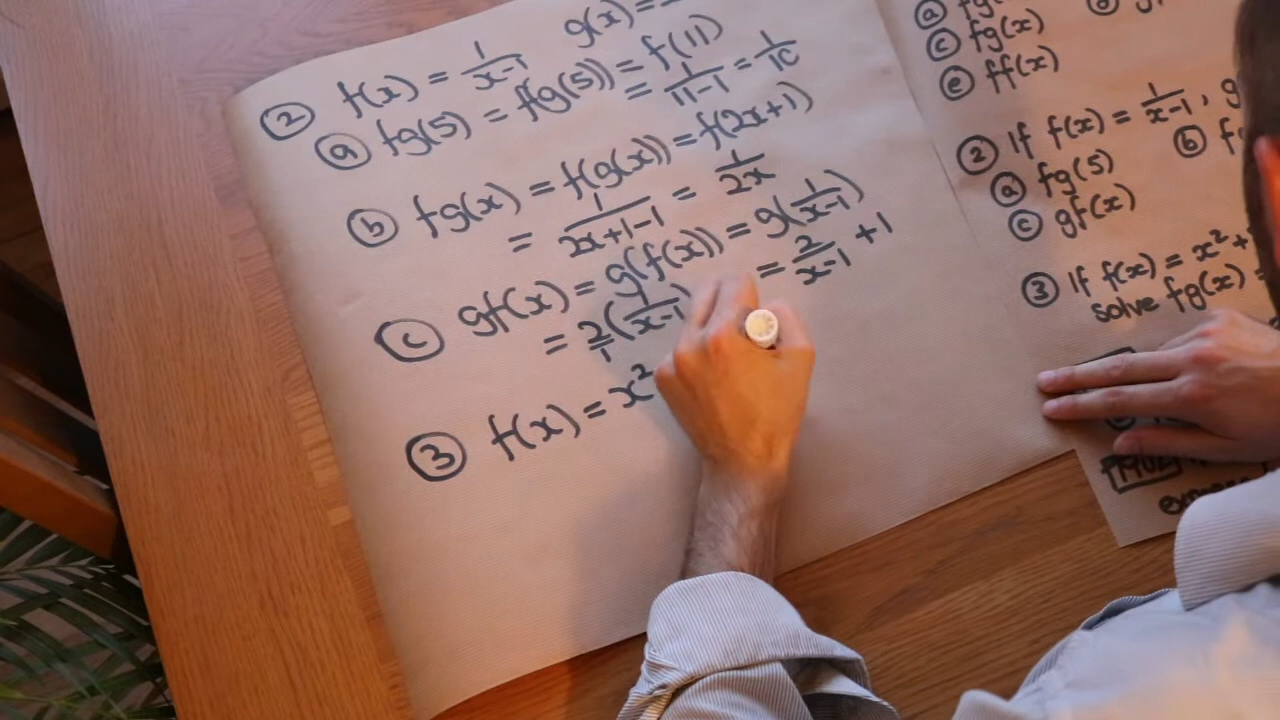 ② f(x) = 1/(x-1) g(x) =
ⓐ fg(5) = f(g(5)) = f(11)
= 1/(11-1) = 1/10
ⓑ fg(x) = f(g(x)) = f(2x+1)
= 1/(2x+1-1) = 1/2x
ⓒ gf(x) = g(f(x)) = g(1/(x-1))
= 2/1(1/(x-1)) = 2/(x-1) + 1
③ f(x) = x²
ⓐ
ⓒ fg(x)
ⓔ ff(x)
② If f(x) = 1/(x-1),
ⓐ fg(5) ⓑ
ⓒ gf(x)
③ If f(x) = x² +
solve fg(x) =